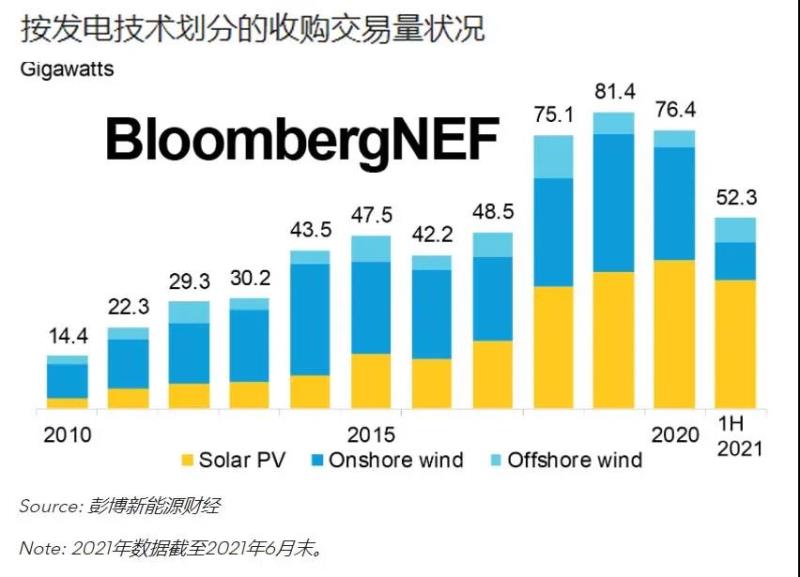 按发电技术划分的收购交易量状况
Gigawatts
BloombergNEF
14.4
22.3
29.3
30.2
43.5
47.5
42.2
48.5
75.1
81.4
76.4
52.3
2010
2015
2020
1H
2021
Solar PV
Onshore wind
Offshore wind
Source: 彭博新能源财经
Note: 2021年数据截至2021年6月末。